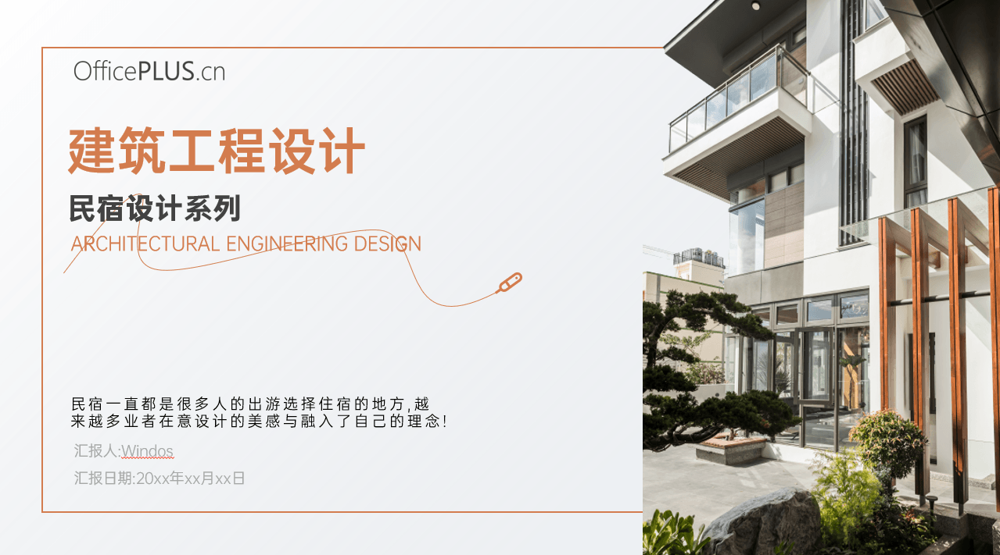 OfficePLUS.cn
建筑工程设计
民宿设计系列
ARCHITECTURAL ENGINEERING DESIGN
民宿一直都是很多人的出游选择住宿的地方,越
来越多业者在意设计的美感与融入了自己的理念!
汇报人:Windos
汇报日期:20xx年xx月xx日